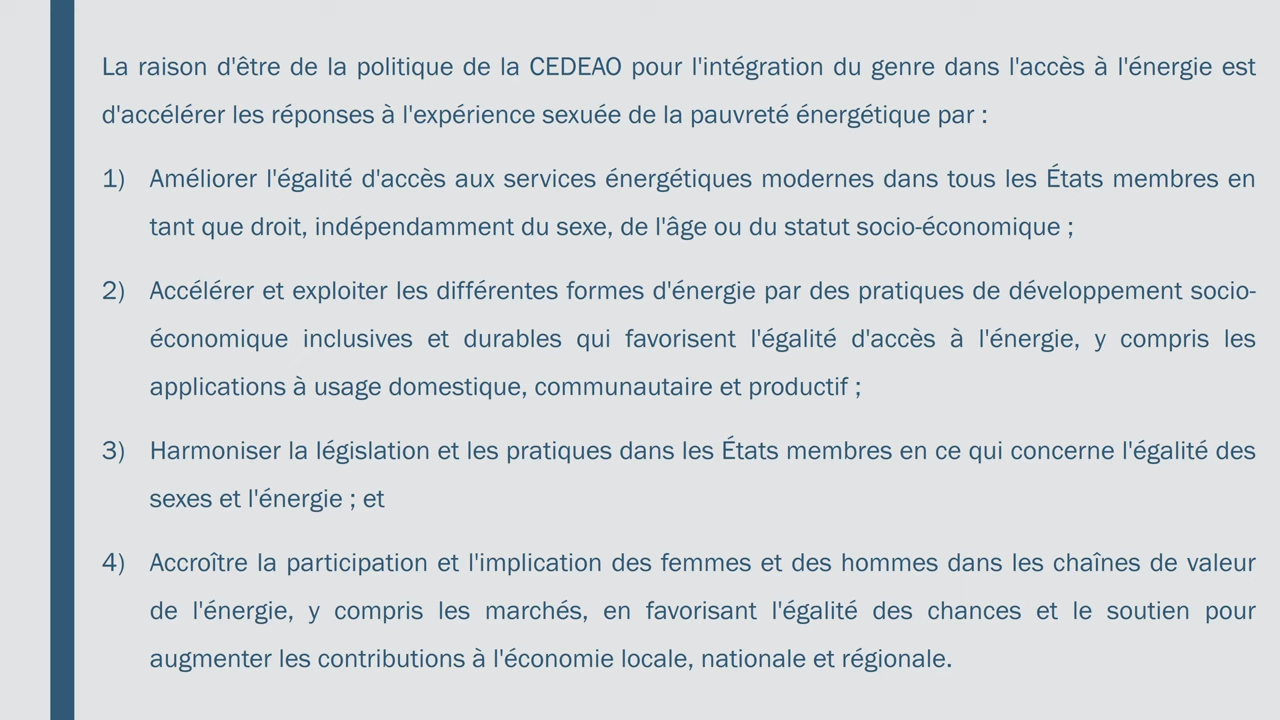 La raison d'être de la politique de la CEDEAO pour l'intégration du genre dans l'accès à l'énergie est
d'accélérer les réponses à l'expérience sexuée de la pauvreté énergétique par :
1) Améliorer l'égalité d'accès aux services énergétiques modernes dans tous les États membres en
tant que droit, indépendamment du sexe, de l'âge ou du statut socio-économique ;
2) Accélérer et exploiter les différentes formes d'énergie par des pratiques de développement socio-
économique inclusives et durables qui favorisent l'égalité d'accès à l'énergie, y compris les
applications à usage domestique, communautaire et productif ;
3) Harmoniser la législation et les pratiques dans les États membres en ce qui concerne l'égalité des
sexes et l'énergie ; et
4) Accroître la participation et l'implication des femmes et des hommes dans les chaînes de valeur
de l'énergie, y compris les marchés, en favorisant l'égalité des chances et le soutien pour
augmenter les contributions à l'économie locale, nationale et régionale.